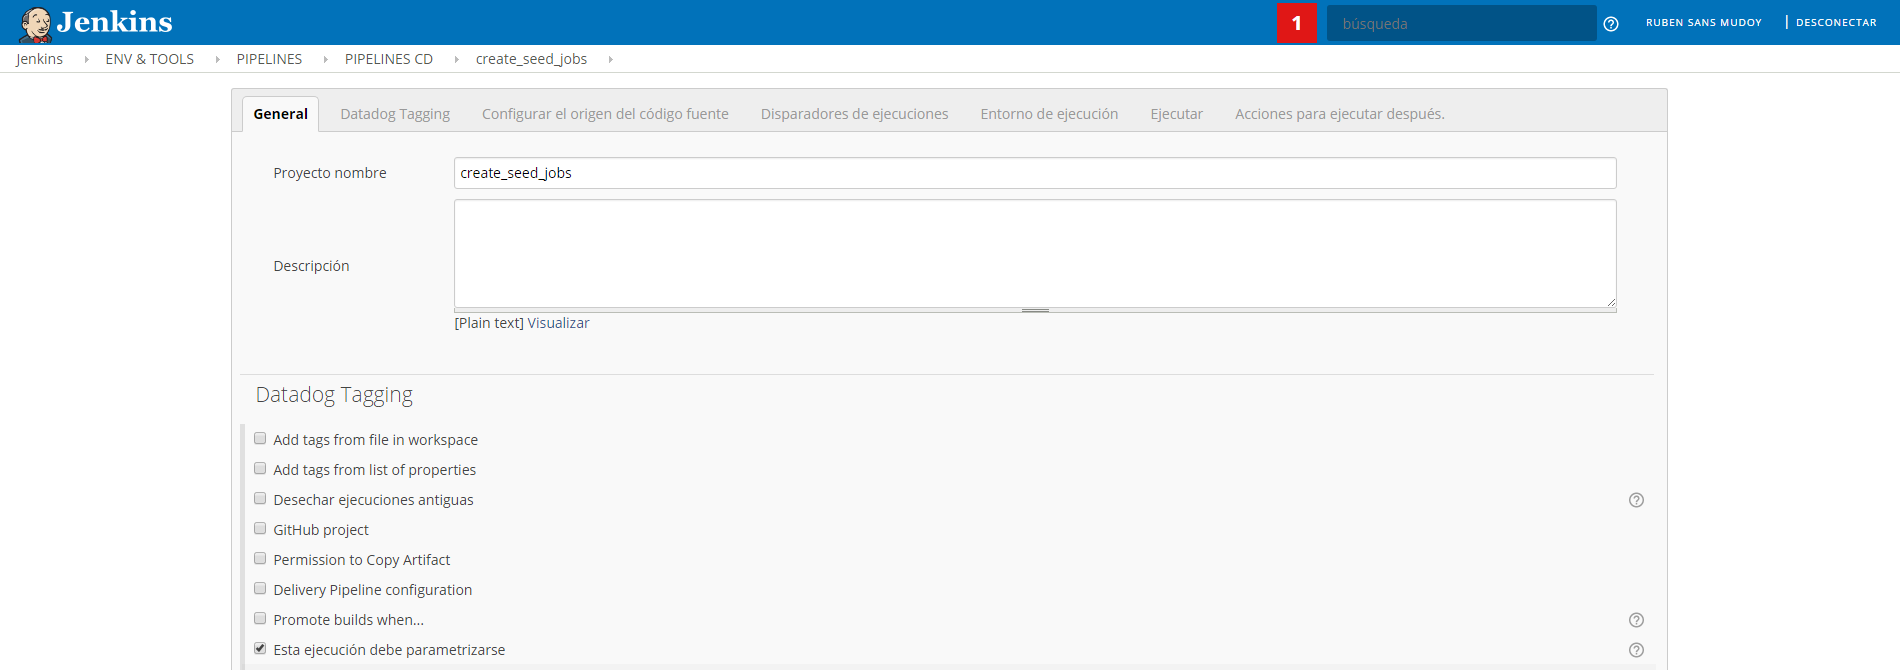 Jenkins 1 búsqueda RUBEN SANS MUDOY | DESCONECTAR
Jenkins ENV & TOOLS PIPELINES PIPELINES CD create_seed_jobs
General Datadog Tagging Configurar el origen del código fuente Disparadores de ejecuciones Entorno de ejecución Ejecutar Acciones para ejecutar después.
Proyecto nombre create_seed_jobs
Descripción
[Plain text] Visualizar
Datadog Tagging
Add tags from file in workspace
Add tags from list of properties
Desechar ejecuciones antiguas
GitHub project
Permission to Copy Artifact
Delivery Pipeline configuration
Promote builds when...
Esta ejecución debe parametrizarse